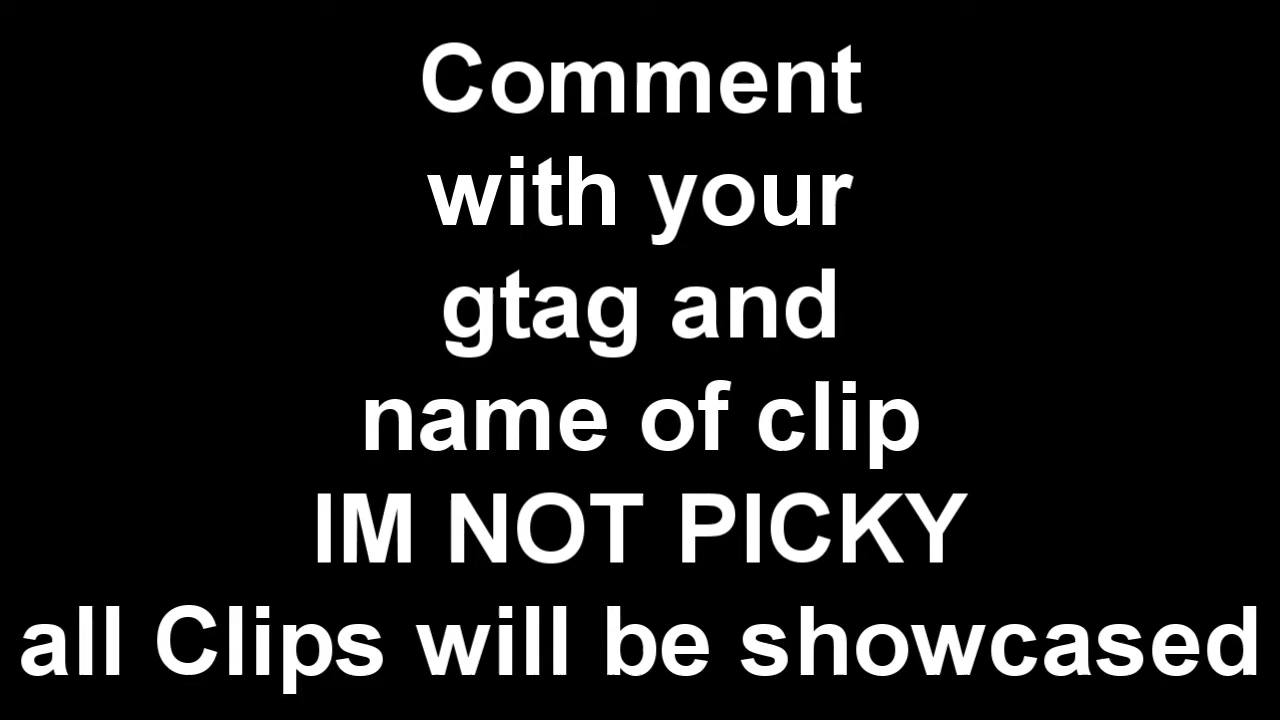 Comment
with your
gtag and
name of clip
IM NOT PICKY
all Clips will be showcased